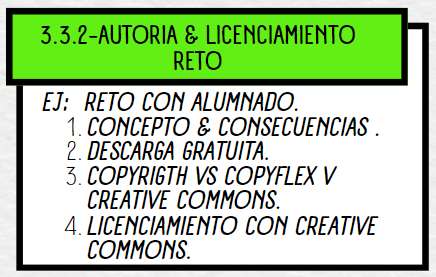 3.3.2-AUTORIA & LICENCIAMIENTO
RETO
EJ: RETO CON ALUMNADO.
1. CONCEPTO & CONSECUENCIAS .
2. DESCARGA GRATUITA.
3. COPYRIGTH VS COPYFLEX V
CREATIVE COMMONS.
4. LICENCIAMIENTO CON CREATIVE
COMMONS.